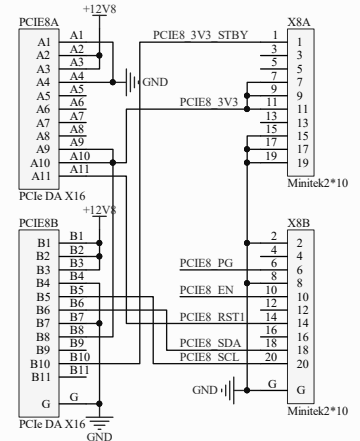 +12V8
PCIE8A
X8A
A1 A1
PCIE8_3V3_STBY
1 1
A2 A2
3 3
A3 A3
5 5
A4 A4
GND
7 7
A5 A5
9 9
A6 A6
PCIE8_3V3
11 11
A7 A7
13 13
A8 A8
15 15
A9 A9
17 17
A10 A10
19 19
A11 A11
Minitek2*10
PCIe DA X16
+12V8
PCIE8B
X8B
B1 B1
2 2
B2 B2
4 4
B3 B3
PCIE8_PG
6 6
B4 B4
8 8
B5 B5
PCIE8_EN
10 10
B6 B6
12 12
B7 B7
PCIE8_RST1
14 14
B8 B8
16 16
B9 B9
PCIE8_SDA
18 18
B10 B10
PCIE8_SCL
20 20
B11 B11
G G
GND
G G
Minitek2*10
PCIe DA X16
GND